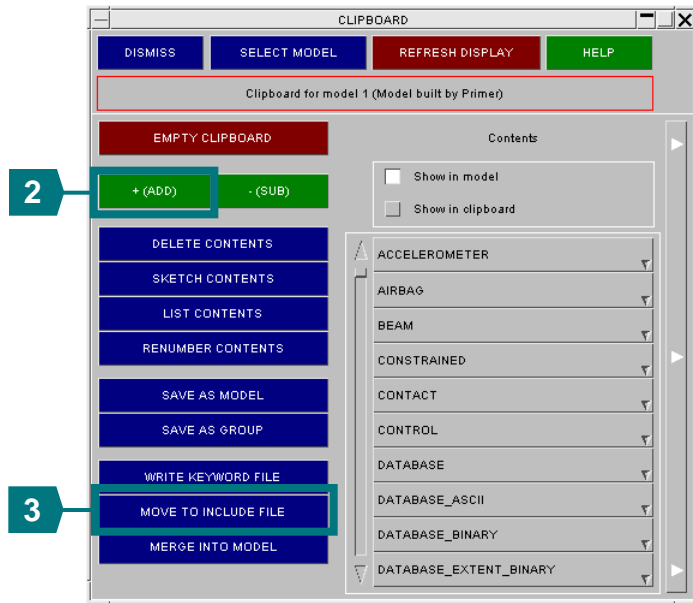 CLIPBOARD
DISMISS
SELECT MODEL
REFRESH DISPLAY
HELP
Clipboard for model 1 (Model built by Primer)
EMPTY CLIPBOARD
2
+ (ADD)
- (SUB)
DELETE CONTENTS
SKETCH CONTENTS
LIST CONTENTS
RENUMBER CONTENTS
SAVE AS MODEL
SAVE AS GROUP
WRITE KEYWORD FILE
3
MOVE TO INCLUDE FILE
MERGE INTO MODEL
Contents
Show in model
Show in clipboard
ACCELEROMETER
AIRBAG
BEAM
CONSTRAINED
CONTACT
CONTROL
DATABASE
DATABASE_ASCII
DATABASE_BINARY
DATABASE_EXTENT_BINARY